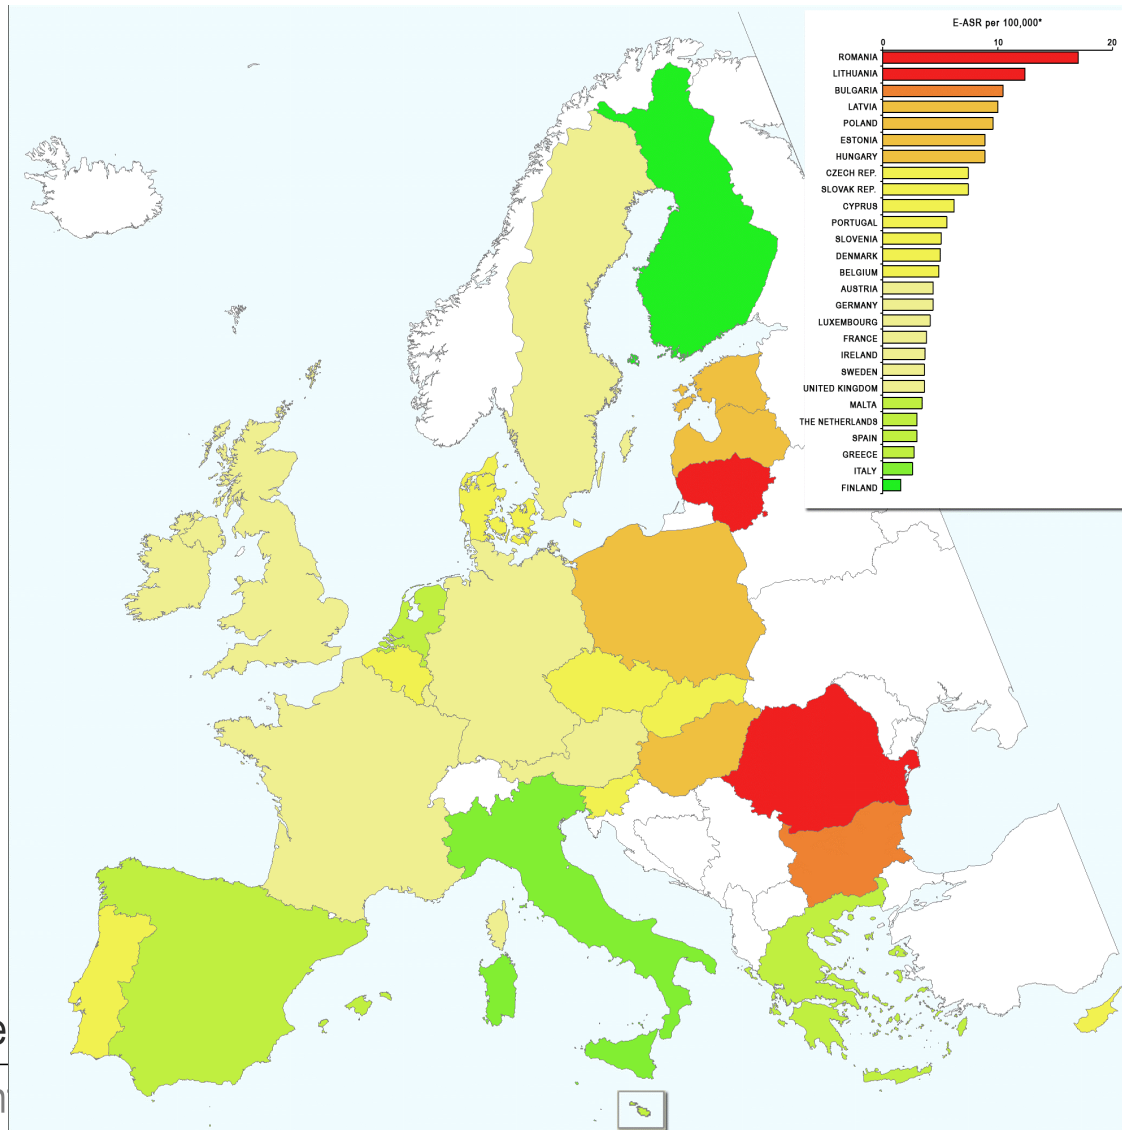 E-ASR per 100,000*
0 10 20
ROMANIA
LITHUANIA
BULGARIA
LATVIA
POLAND
ESTONIA
HUNGARY
CZECH REP.
SLOVAK REP.
CYPRUS
PORTUGAL
SLOVENIA
DENMARK
BELGIUM
AUSTRIA
GERMANY
LUXEMBOURG
FRANCE
IRELAND
SWEDEN
UNITED KINGDOM
MALTA
THE NETHERLANDS
SPAIN
GREECE
ITALY
FINLAND
e